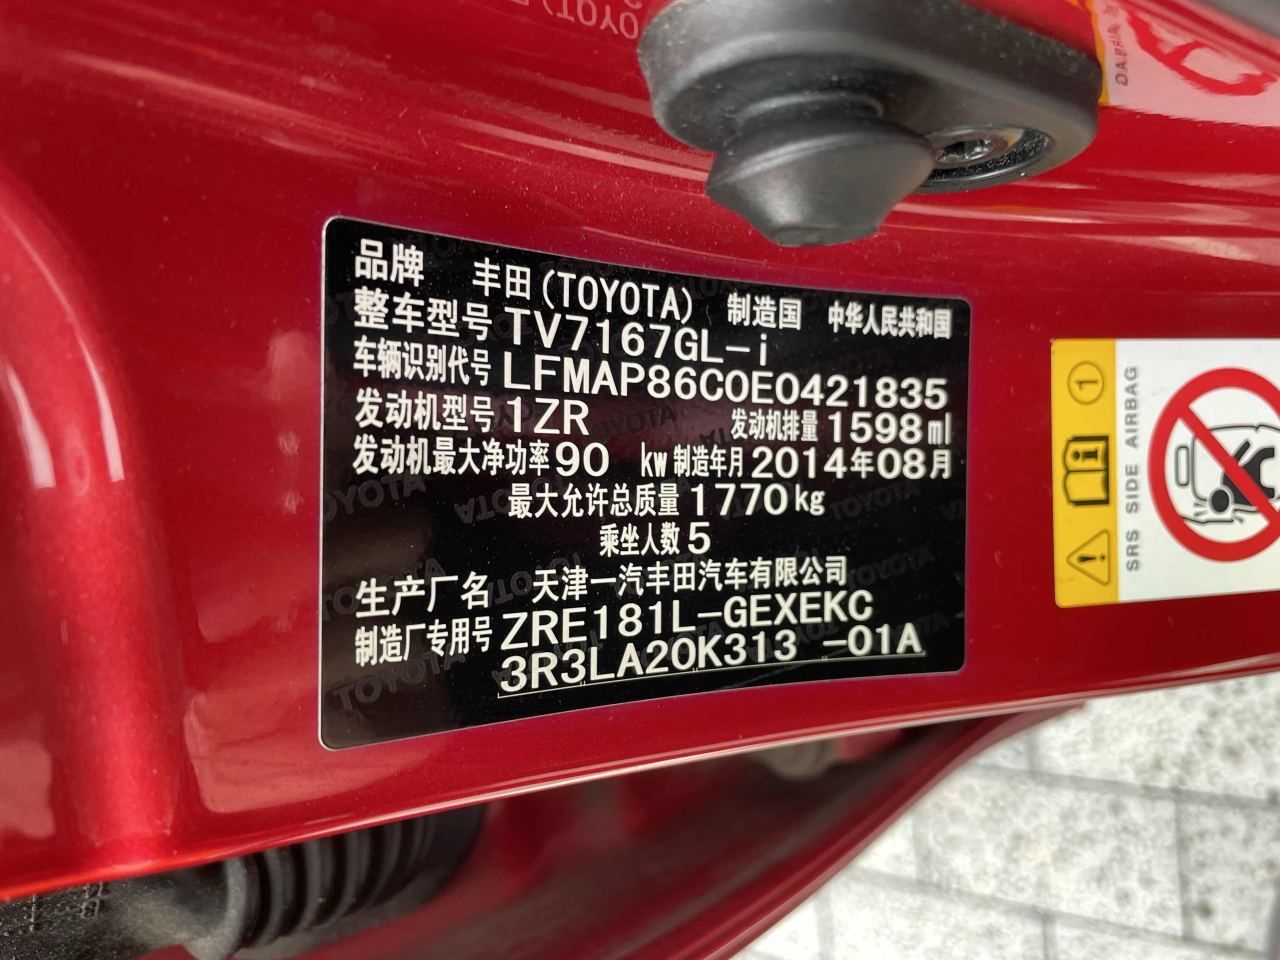 品牌 丰田(TOYOTA) 制造国 中华人民共和国
整车型号 TV7167GL-i
车辆识别代号 LFMAP86C0E0421835
发动机型号 1ZR 发动机排量 1598 ml
发动机最大净功率 90 kw 制造年月 2014年08月
最大允许总质量 1770 kg
乘坐人数 5
生产厂名 天津一汽丰田汽车有限公司
制造厂专用号 ZRE181L-GEXEKC
3R3LA20K313 -01A
SRS SIDE AIRBAG